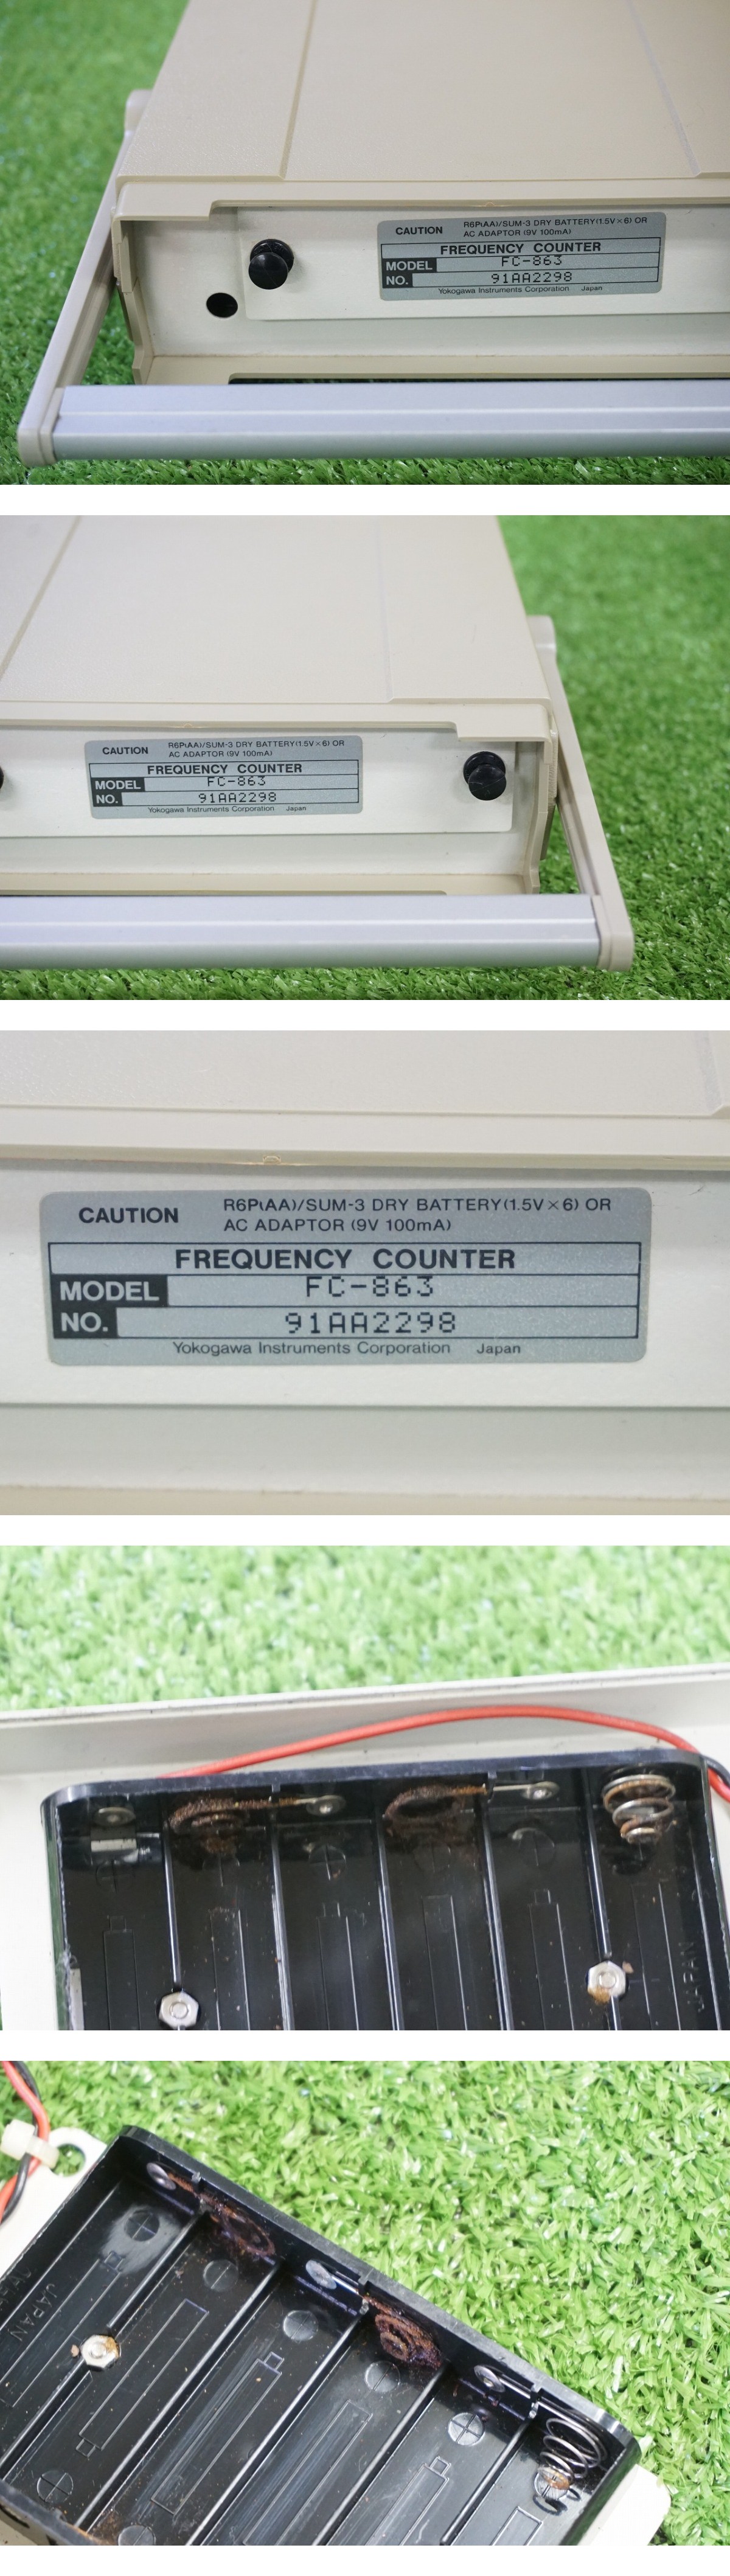 CAUTION R6P(AA)/SUM-3 DRY BATTERY(1.5V×6) OR
AC ADAPTOR (9V 100mA)
FREQUENCY COUNTER
MODEL FC-863
NO. 91AA2298
Yokogawa Instruments Corporation Japan
CAUTION R6P(AA)/SUM-3 DRY BATTERY(1.5V×6) OR
AC ADAPTOR (9V 100mA)
FREQUENCY COUNTER
MODEL FC-863
NO. 91AA2298
Yokogawa Instruments Corporation Japan
CAUTION R6P(AA)/SUM-3 DRY BATTERY(1.5V×6) OR
AC ADAPTOR (9V 100mA)
FREQUENCY COUNTER
MODEL FC-863
NO. 91AA2298
Yokogawa Instruments Corporation Japan
JAPAN
JAPAN